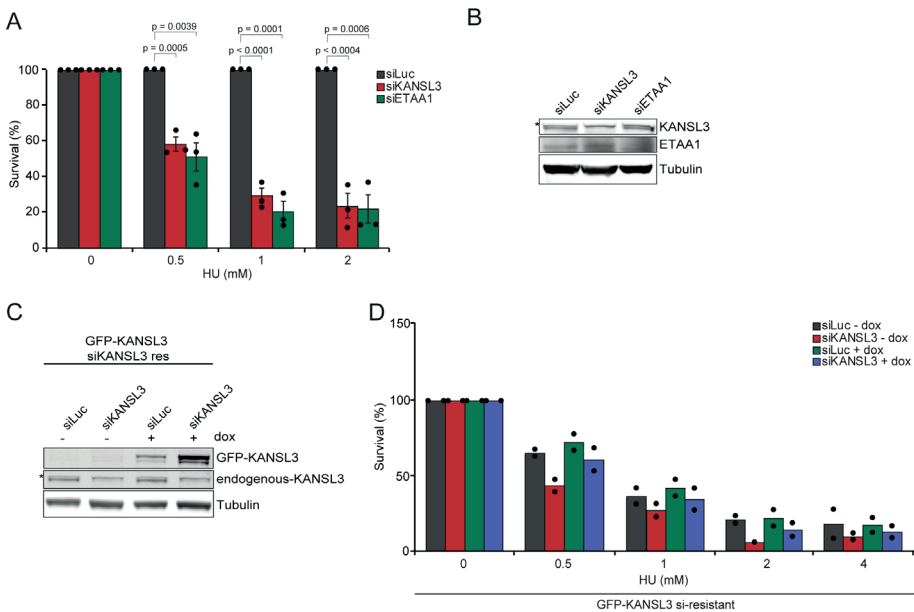 A
p = 0.0039
p = 0.0005
p = 0.0001
p < 0.0001
p = 0.0006
p < 0.0004
siLuc
siKANSL3
siETAA1
Survival (%)
100
80
60
40
20
0
0
0.5
1
2
HU (mM)
B
siLuc
siKANSL3
siETAA1
*
KANSL3
ETAA1
Tubulin
C
GFP-KANSL3
siKANSL3 res
siLuc
siKANSL3
siLuc
siKANSL3
- - + + dox
GFP-KANSL3
* endogenous-KANSL3
Tubulin
D
siLuc - dox
siKANSL3 - dox
siLuc + dox
siKANSL3 + dox
Survival (%)
150
100
50
0
0
0.5
1
2
4
HU (mM)
GFP-KANSL3 si-resistant